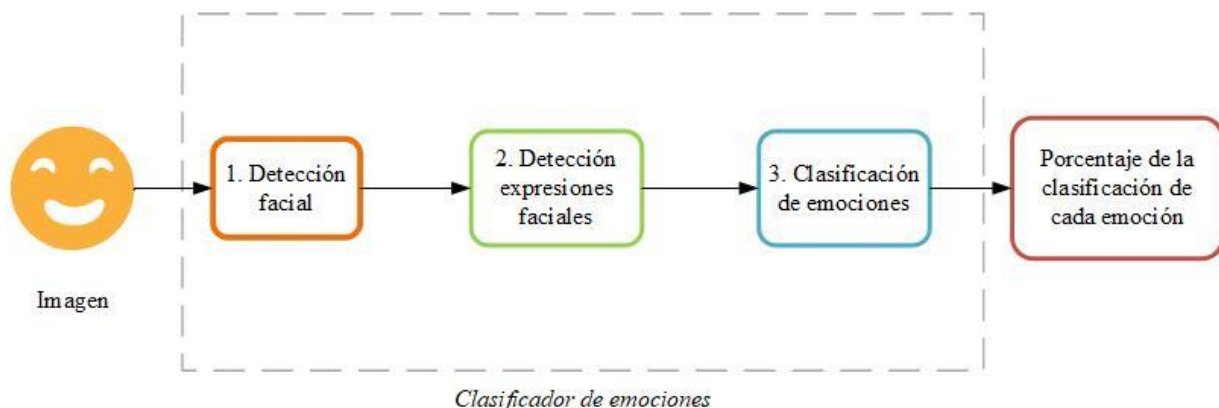 Imagen
1. Detección
facial
2. Detección
expresiones
faciales
3. Clasificación
de emociones
Porcentaje de la
clasificación de
cada emoción
Clasificador de emociones